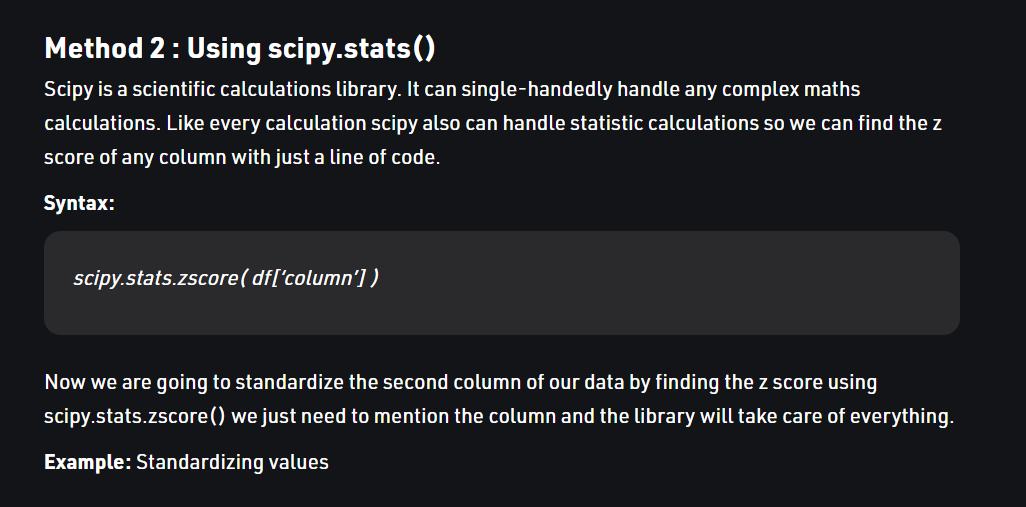 Method 2 : Using scipy.stats()
Scipy is a scientific calculations library. It can single-handedly handle any complex maths
calculations. Like every calculation scipy also can handle statistic calculations so we can find the z
score of any column with just a line of code.
Syntax:
scipy.stats.zscore( df[‘column’] )
Now we are going to standardize the second column of our data by finding the z score using
scipy.stats.zscore() we just need to mention the column and the library will take care of everything.
Example: Standardizing values